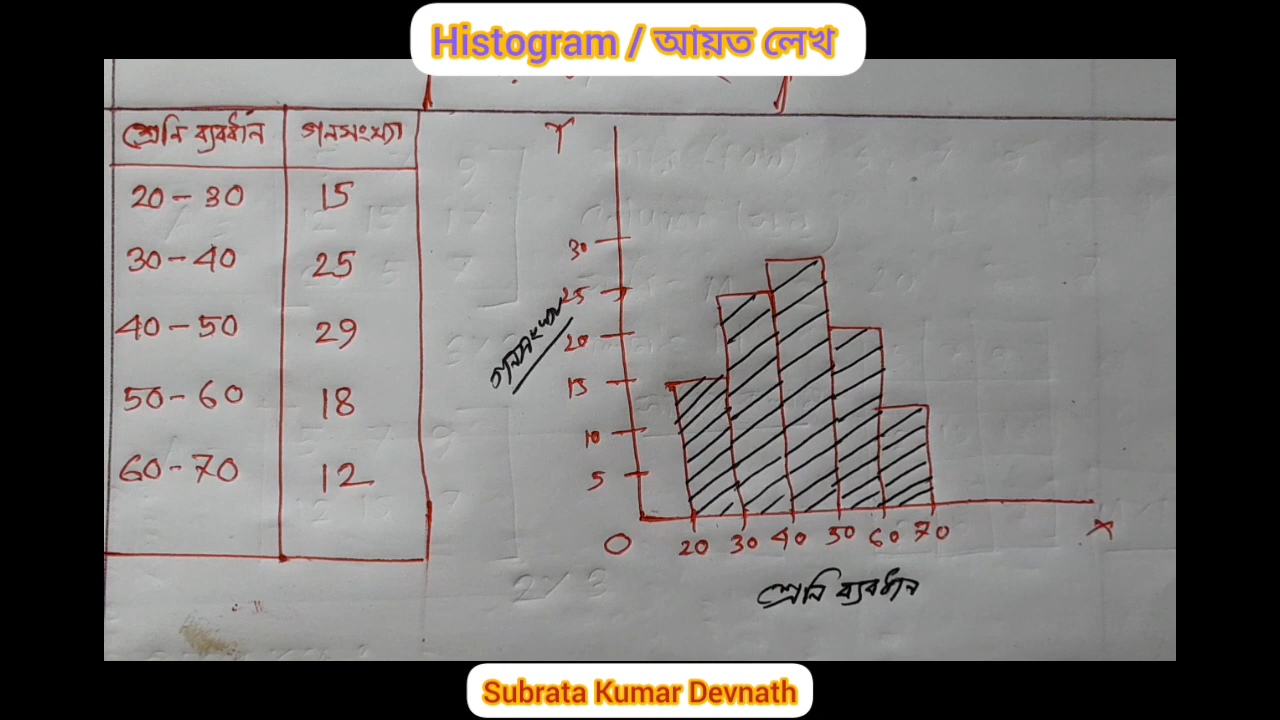 Histogram / আয়ত লেখ
শ্রেনি ব্যবধান গনসংখ্যা
20 - 30 15
30 - 40 25
40 - 50 29
50 - 60 18
60 - 70 12
Y
30
25
20
15
10
5
গনসংখ্যা
O 20 30 40 50 60 70 X
শ্রেনি ব্যবধান
Subrata Kumar Devnath